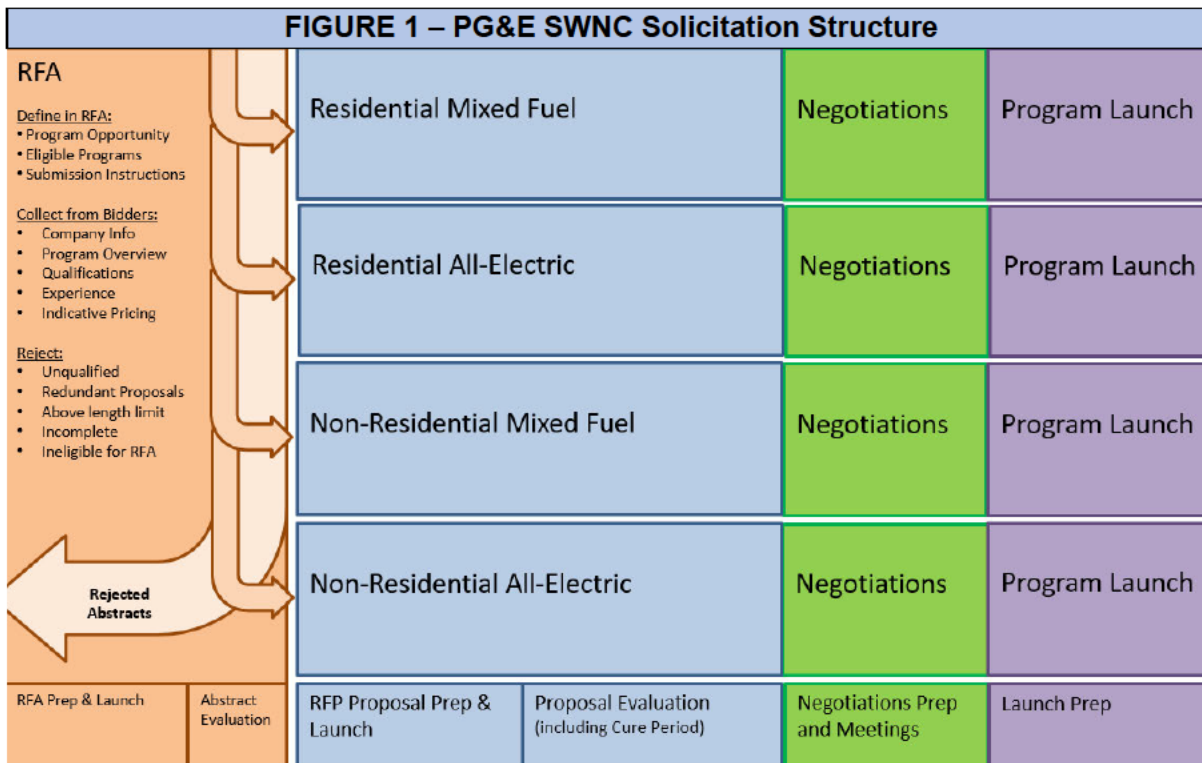 FIGURE 1 – PG&E SWNC Solicitation Structure
RFA
Define in RFA:
• Program Opportunity
• Eligible Programs
• Submission Instructions
Collect from Bidders:
• Company Info
• Program Overview
• Qualifications
• Experience
• Indicative Pricing
Reject:
• Unqualified
• Redundant Proposals
• Above length limit
• Incomplete
• Ineligible for RFA
Rejected
Abstracts
Residential Mixed Fuel
Negotiations
Program Launch
Residential All-Electric
Negotiations
Program Launch
Non-Residential Mixed Fuel
Negotiations
Program Launch
Non-Residential All-Electric
Negotiations
Program Launch
RFA Prep & Launch
Abstract
Evaluation
RFP Proposal Prep &
Launch
Proposal Evaluation
(including Cure Period)
Negotiations Prep
and Meetings
Launch Prep